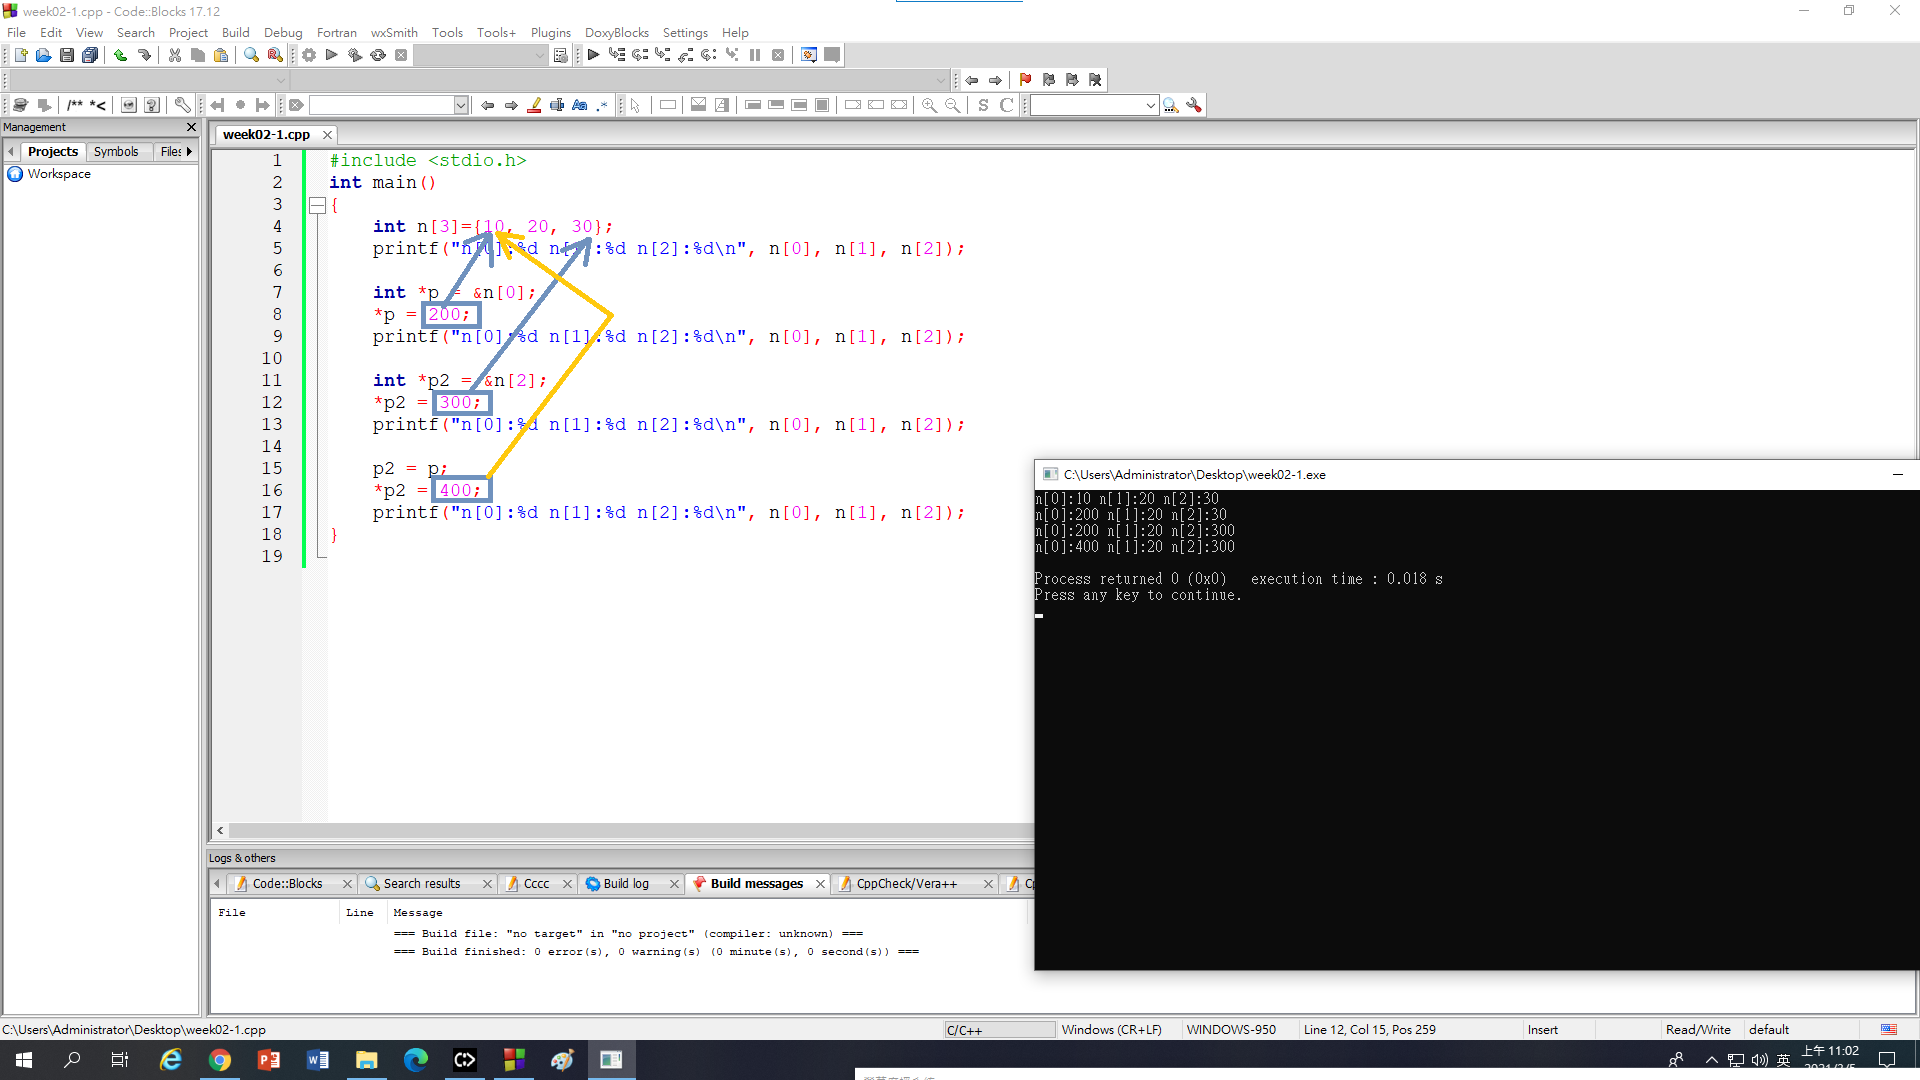 week02-1.cpp - Code::Blocks 17.12
File Edit View Search Project Build Debug Fortran wxSmith Tools Tools+ Plugins DoxyBlocks Settings Help
/** *<
Aa .*
S C
Management
Projects Symbols Files
Workspace
week02-1.cpp
1 #include <stdio.h>
2 int main()
3 {
4 int n[3]={10, 20, 30};
5 printf("n[0]:%d n[1]:%d n[2]:%d\n", n[0], n[1], n[2]);
6
7 int *p = &n[0];
8 *p = 200;
9 printf("n[0]:%d n[1]:%d n[2]:%d\n", n[0], n[1], n[2]);
10
11 int *p2 = &n[2];
12 *p2 = 300;
13 printf("n[0]:%d n[1]:%d n[2]:%d\n", n[0], n[1], n[2]);
14
15 p2 = p;
16 *p2 = 400;
17 printf("n[0]:%d n[1]:%d n[2]:%d\n", n[0], n[1], n[2]);
18 }
19
C:\Users\Administrator\Desktop\week02-1.exe
n[0]:10 n[1]:20 n[2]:30
n[0]:200 n[1]:20 n[2]:30
n[0]:200 n[1]:20 n[2]:300
n[0]:400 n[1]:20 n[2]:300
Process returned 0 (0x0) execution time : 0.018 s
Press any key to continue.
Logs & others
Code::Blocks Search results Cccc Build log Build messages CppCheck/Vera++
File Line Message
=== Build file: "no target" in "no project" (compiler: unknown) ===
=== Build finished: 0 error(s), 0 warning(s) (0 minute(s), 0 second(s)) ===
C:\Users\Administrator\Desktop\week02-1.cpp C/C++ Windows (CR+LF) WINDOWS-950 Line 12, Col 15, Pos 259 Insert Read/Write default
英 上午 11:02